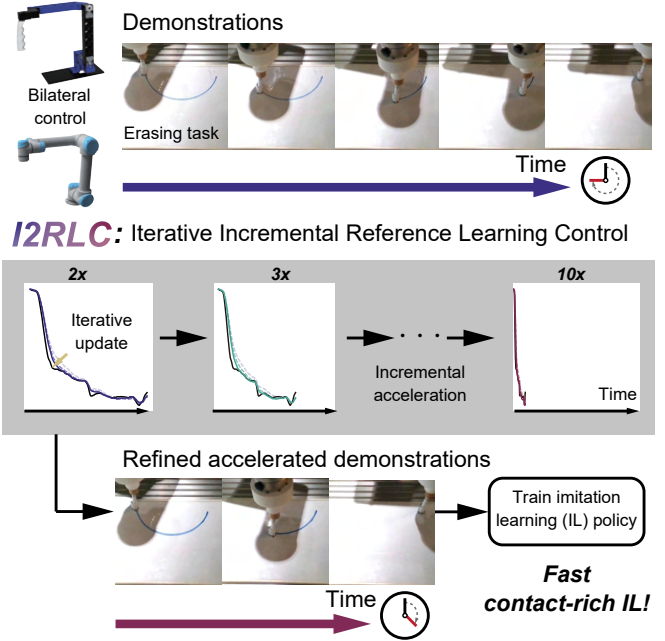 Demonstrations
Bilateral
control
Erasing task
Time
I2RLC: Iterative Incremental Reference Learning Control
2x
3x
10x
Iterative
update
. . .
Incremental
acceleration
Time
Refined accelerated demonstrations
Train imitation
learning (IL) policy
Time
Fast
contact-rich IL!